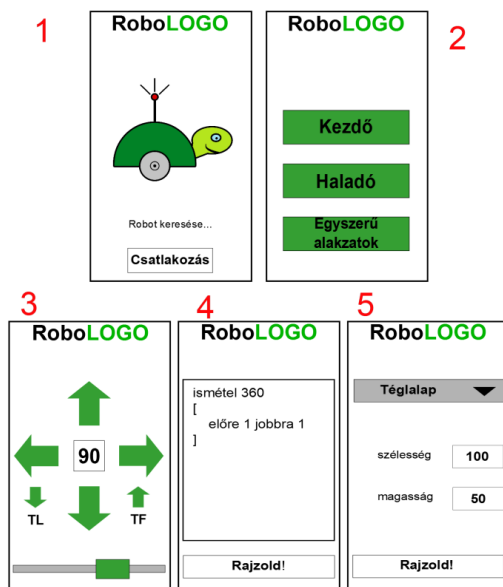 1
RoboLOGO
Robot keresése...
Csatlakozás
2
RoboLOGO
Kezdő
Haladó
Egyszerű
alakzatok
3
RoboLOGO
90
TL
TF
4
RoboLOGO
ismétel 360
[
előre 1 jobbra 1
]
Rajzold!
5
RoboLOGO
Téglalap
szélesség
100
magasság
50
Rajzold!